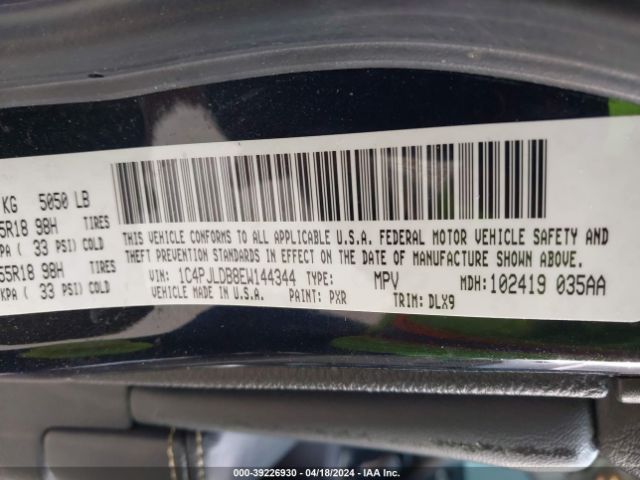 KG 5050 LB
5R18 98H TIRES
KPA ( 33 PSI) COLD
55R18 98H TIRES
KPA ( 33 PSI) COLD
THIS VEHICLE CONFORMS TO ALL APPLICABLE U.S.A. FEDERAL MOTOR VEHICLE SAFETY AND
THEFT PREVENTION STANDARDS IN EFFECT ON THE DATE OF MANUFACTURE SHOWN ABOVE.
VIN: 1C4PJLDB8EW144344 TYPE: MPV MDH: 102419 035AA
VEHICLE MADE IN U.S.A. PAINT: PXR TRIM: DLX9
000-39226930 - 04/18/2024 - IAA Inc.